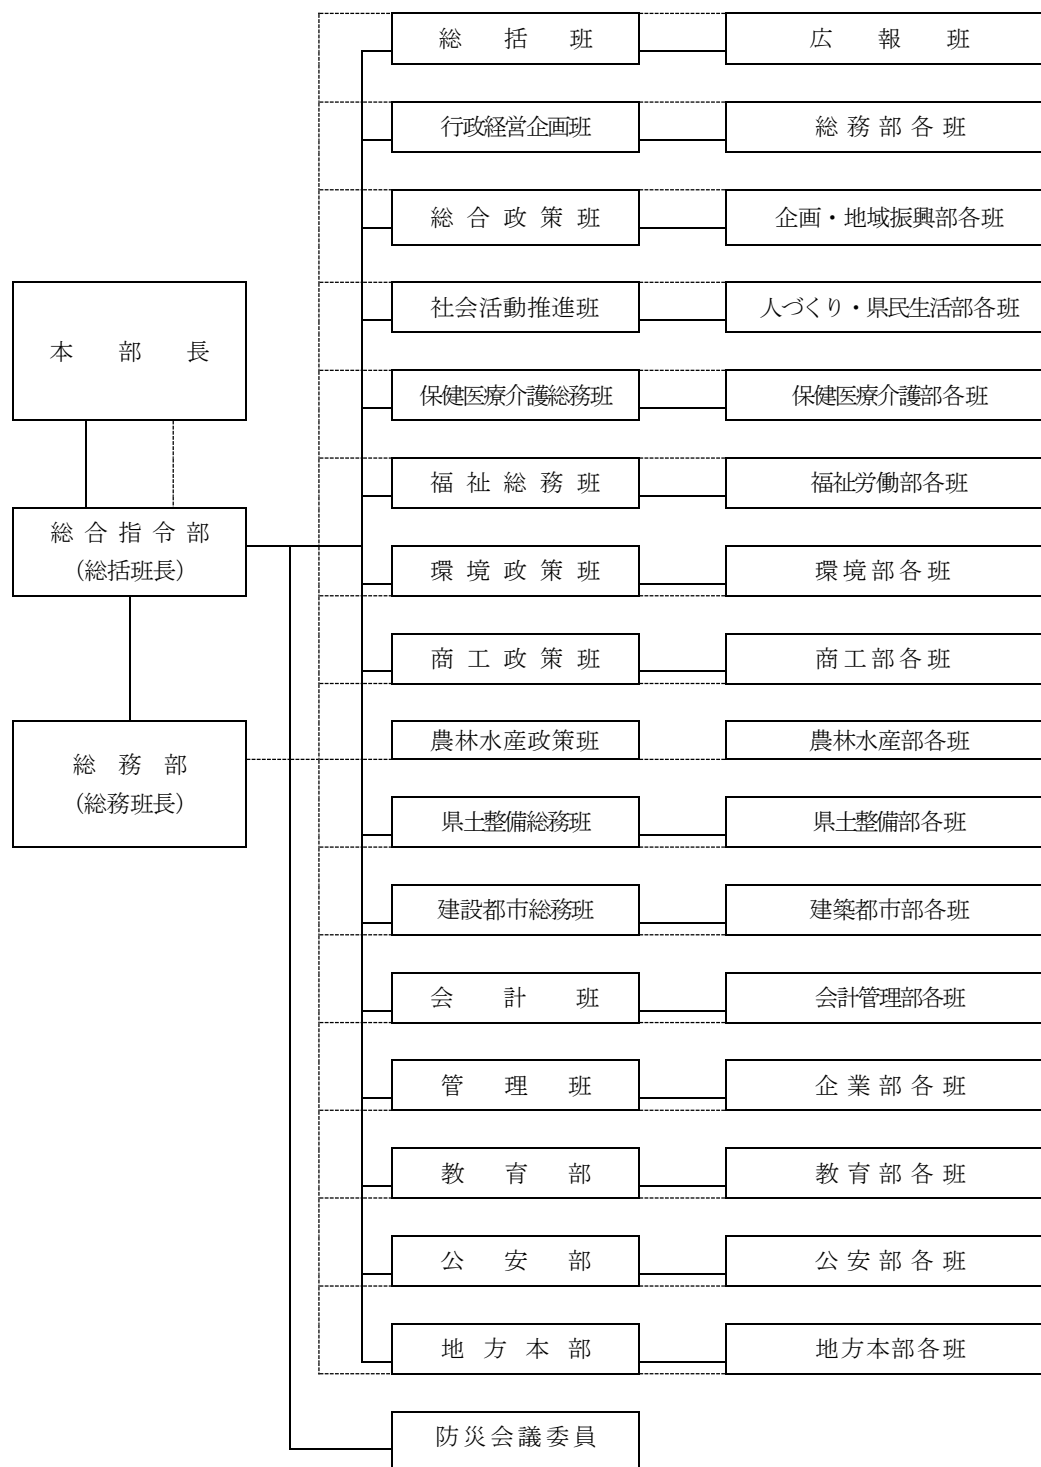 本部長
総合指令部
(総括班長)
総務部
(総務班長)
総括班
広報班
行政経営企画班
総務部各班
総合政策班
企画・地域振興部各班
社会活動推進班
人づくり・県民生活部各班
保健医療介護総務班
保健医療介護部各班
福祉総務班
福祉労働部各班
環境政策班
環境部各班
商工政策班
商工部各班
農林水産政策班
農林水産部各班
県土整備総務班
県土整備部各班
建設都市総務班
建築都市部各班
会計班
会計管理部各班
管理班
企業部各班
教育部
教育部各班
公安部
公安部各班
地方本部
地方本部各班
防災会議委員